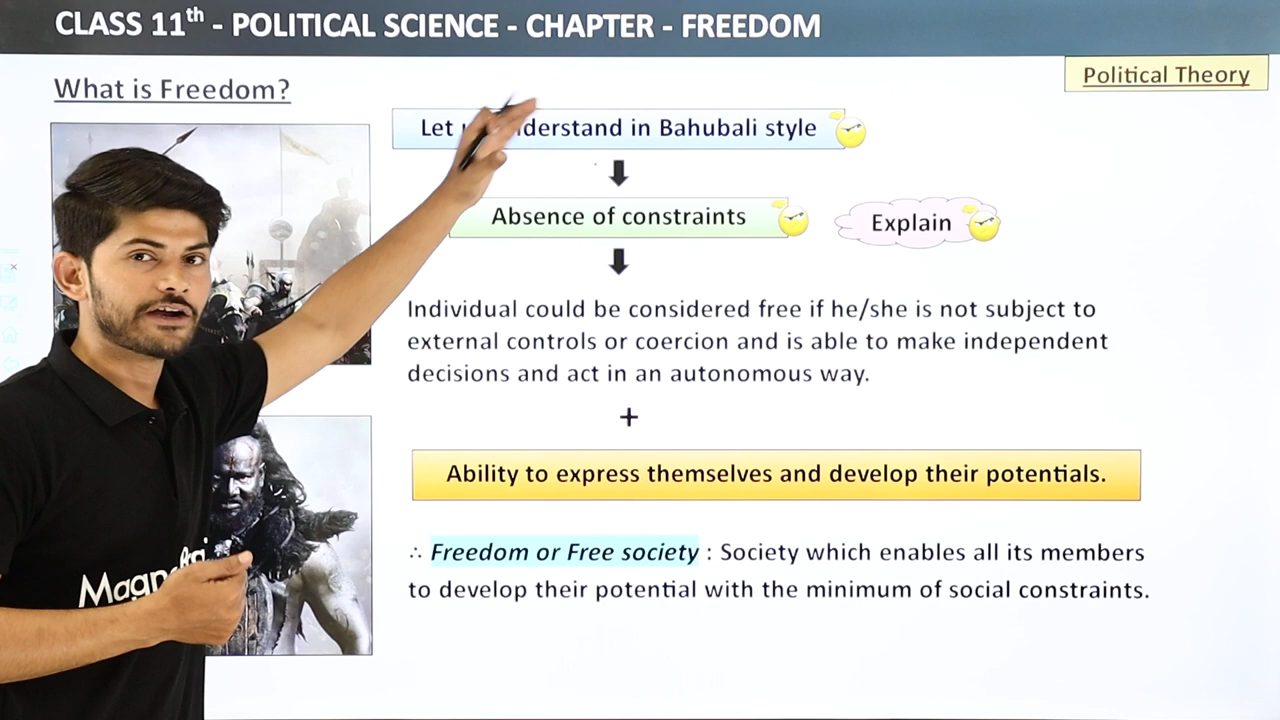 CLASS 11th - POLITICAL SCIENCE - CHAPTER - FREEDOM
Political Theory
What is Freedom?
Let understand in Bahubali style
Absence of constraints
Explain
Individual could be considered free if he/she is not subject to
external controls or coercion and is able to make independent
decisions and act in an autonomous way.
+
Ability to express themselves and develop their potentials.
∴ Freedom or Free society : Society which enables all its members
to develop their potential with the minimum of social constraints.